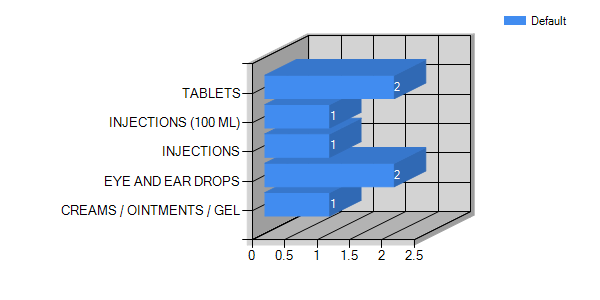 Default
TABLETS
2
INJECTIONS (100 ML)
1
INJECTIONS
1
EYE AND EAR DROPS
2
CREAMS / OINTMENTS / GEL
1
0 0.5 1 1.5 2 2.5